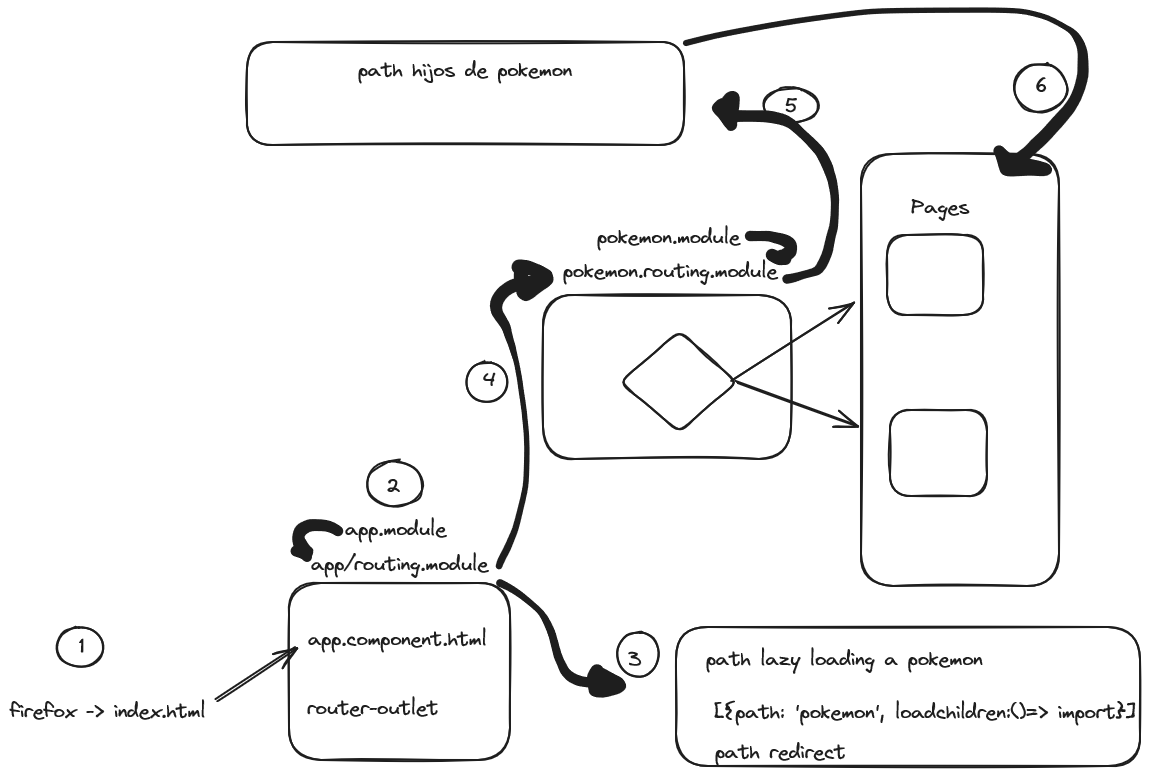 path hijos de pokemon
5
6
Pages
pokemon.module
pokemon.routing.module
4
2
app.module
app/routing.module
1
firefox -> index.html
app.component.html
router-outlet
3
path lazy loading a pokemon
[{path: 'pokemon', loadchildren:()=> import}]
path redirect